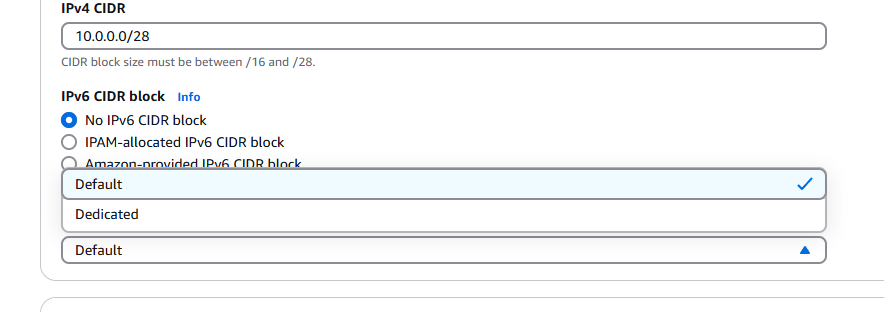 IPv4 CIDR
10.0.0.0/28
CIDR block size must be between /16 and /28.
IPv6 CIDR block Info
No IPv6 CIDR block
IPAM-allocated IPv6 CIDR block
Amazon-provided IPv6 CIDR block
Default
Dedicated
Default